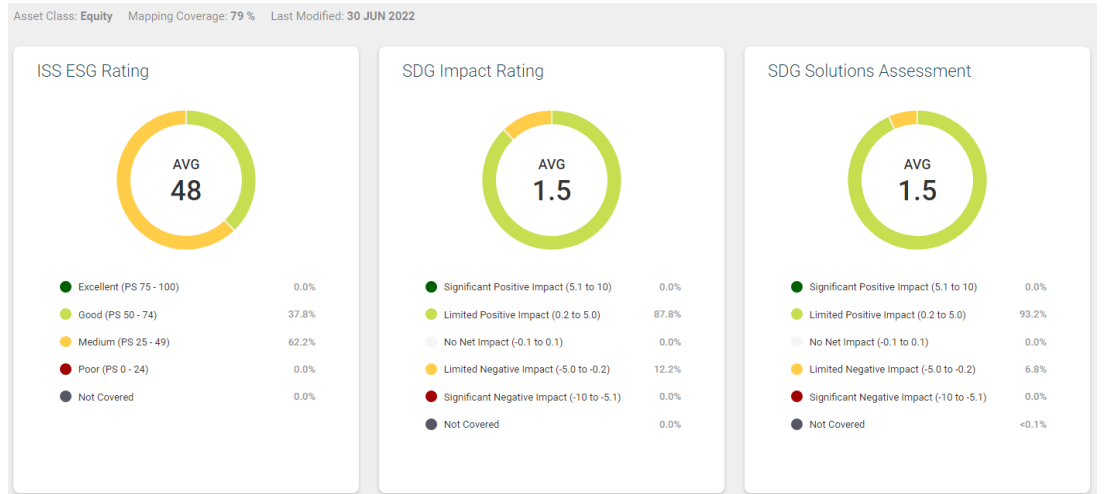 Asset Class: Equity Mapping Coverage: 79 % Last Modified: 30 JUN 2022
ISS ESG Rating
AVG
48
Excellent (PS 75 - 100) 0.0%
Good (PS 50 - 74) 37.8%
Medium (PS 25 - 49) 62.2%
Poor (PS 0 - 24) 0.0%
Not Covered 0.0%
SDG Impact Rating
AVG
1.5
Significant Positive Impact (5.1 to 10) 0.0%
Limited Positive Impact (0.2 to 5.0) 87.8%
No Net Impact (-0.1 to 0.1) 0.0%
Limited Negative Impact (-5.0 to -0.2) 12.2%
Significant Negative Impact (-10 to -5.1) 0.0%
Not Covered 0.0%
SDG Solutions Assessment
AVG
1.5
Significant Positive Impact (5.1 to 10) 0.0%
Limited Positive Impact (0.2 to 5.0) 93.2%
No Net Impact (-0.1 to 0.1) 0.0%
Limited Negative Impact (-5.0 to -0.2) 6.8%
Significant Negative Impact (-10 to -5.1) 0.0%
Not Covered <0.1%